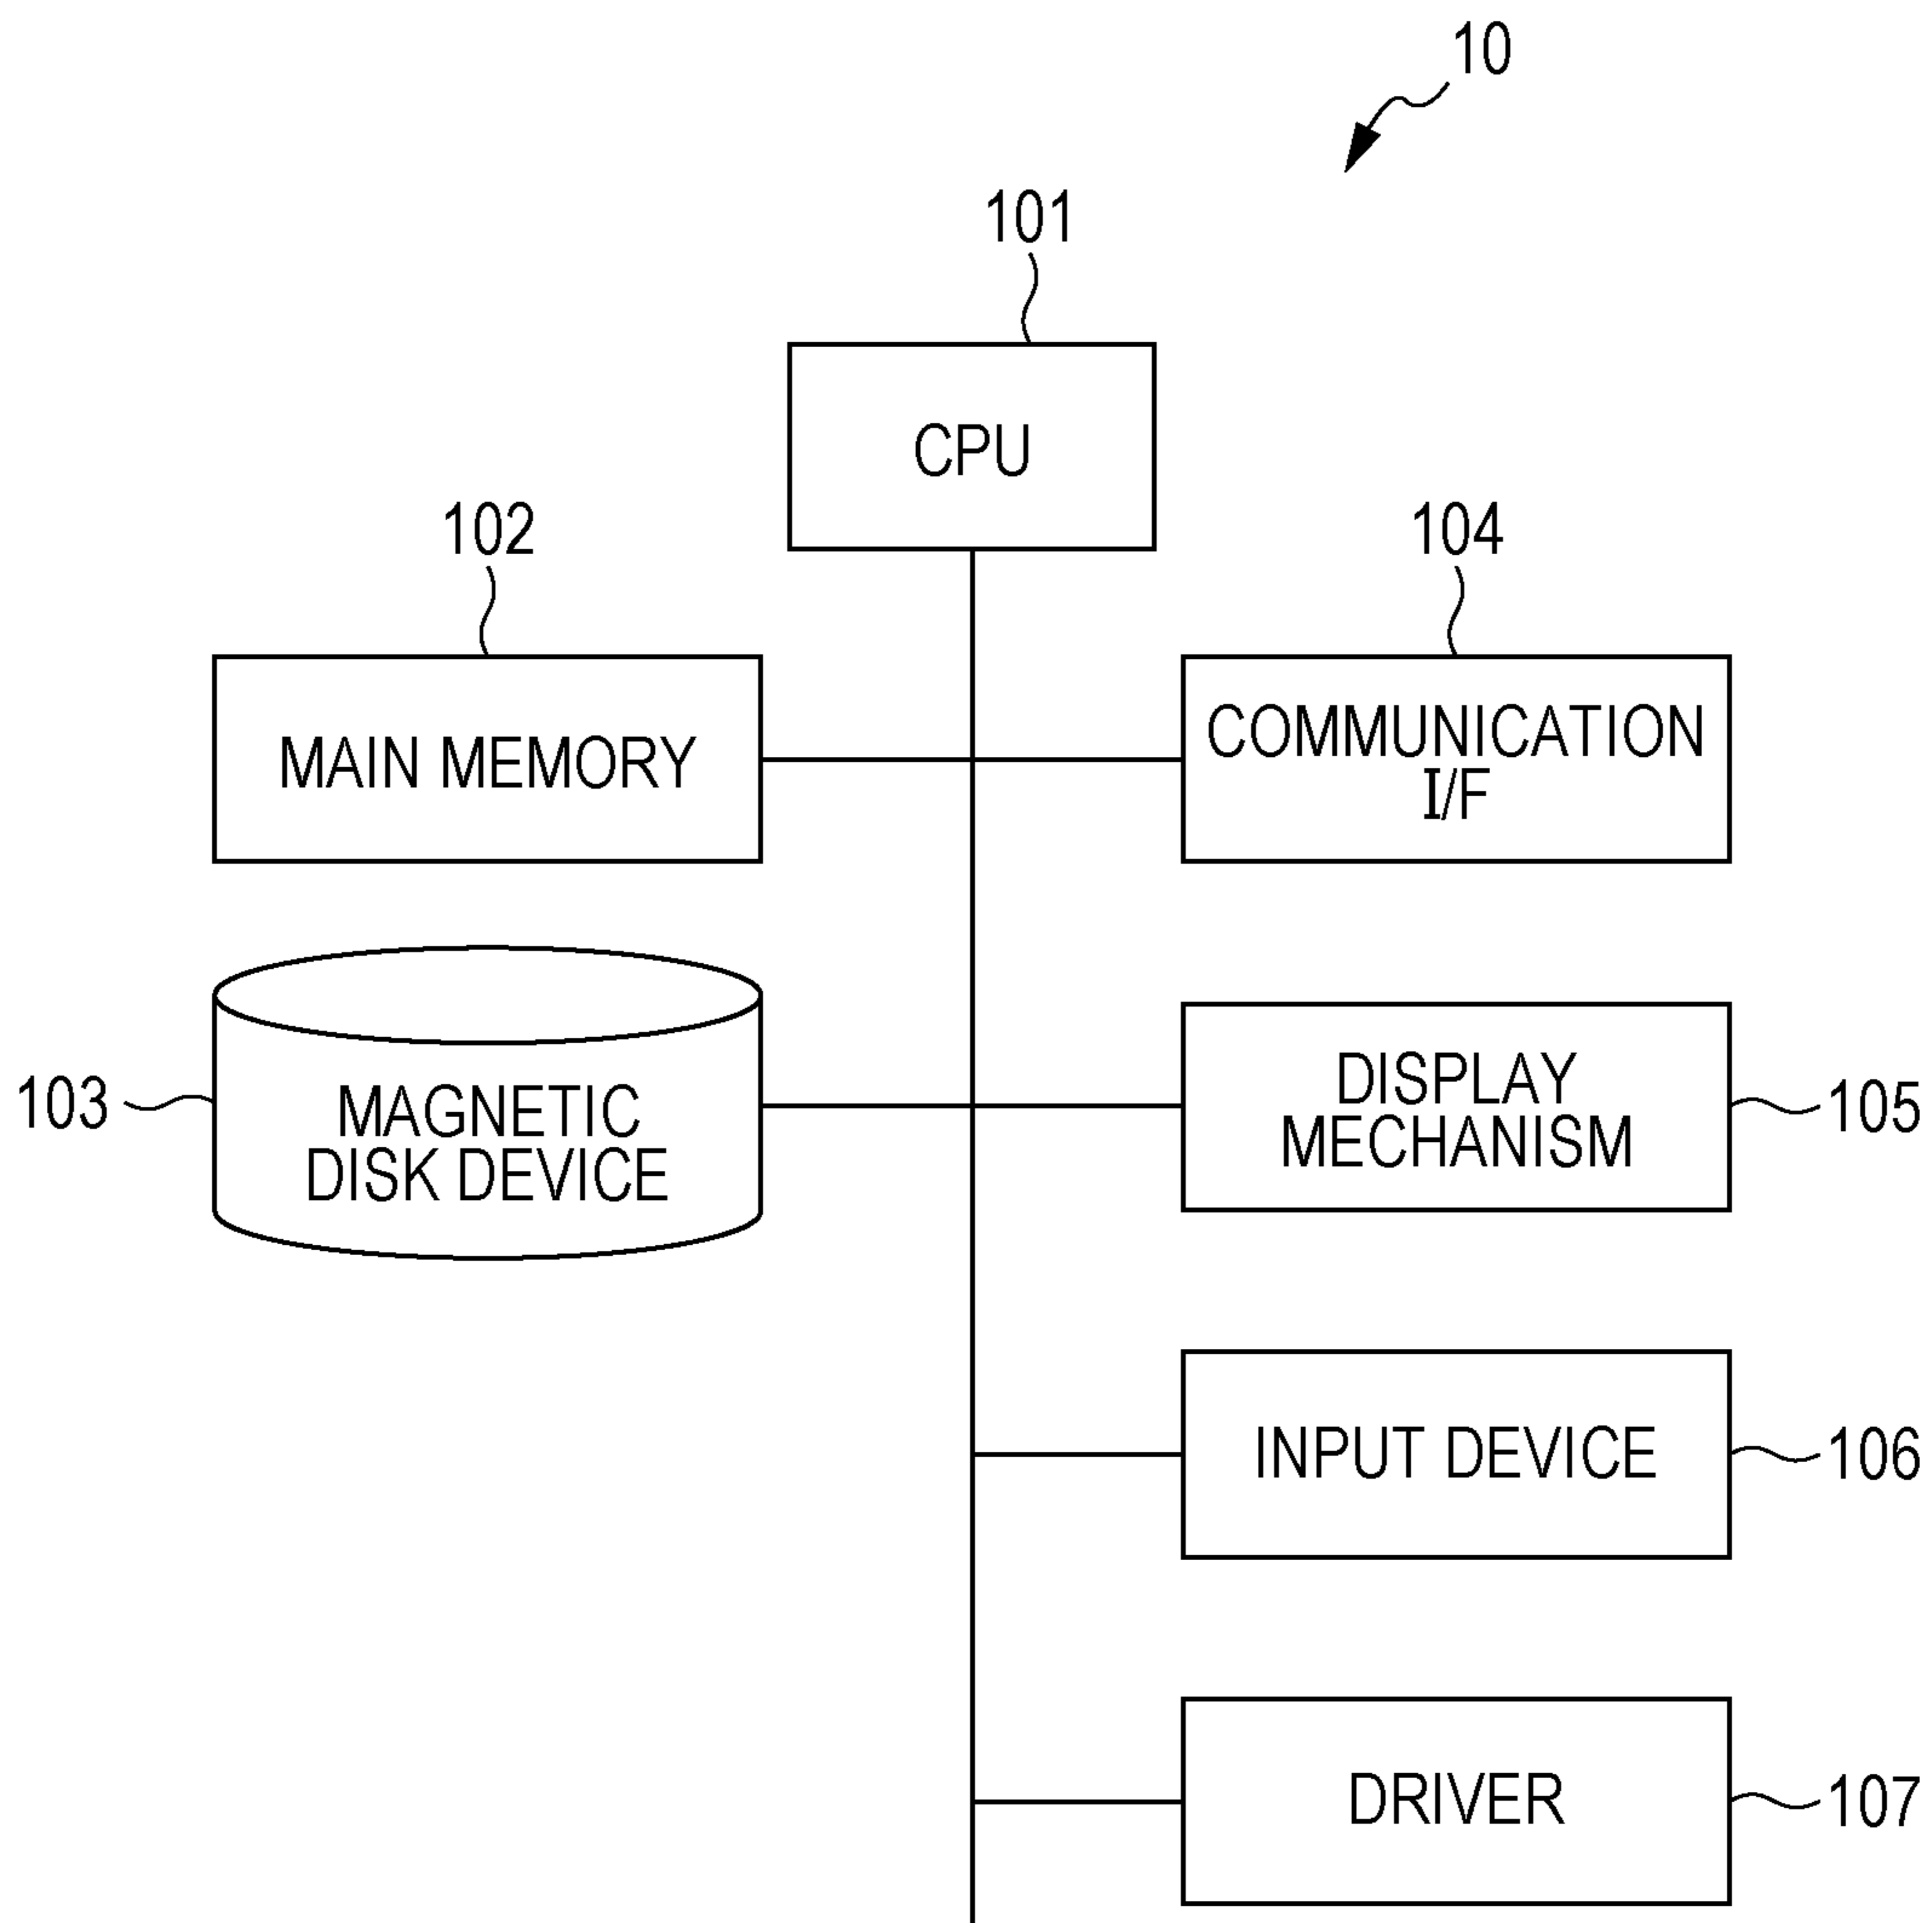 10
101
CPU
102
104
MAIN MEMORY
COMMUNICATION
I/F
103
MAGNETIC
DISK DEVICE
DISPLAY
MECHANISM
105
INPUT DEVICE
106
DRIVER
107